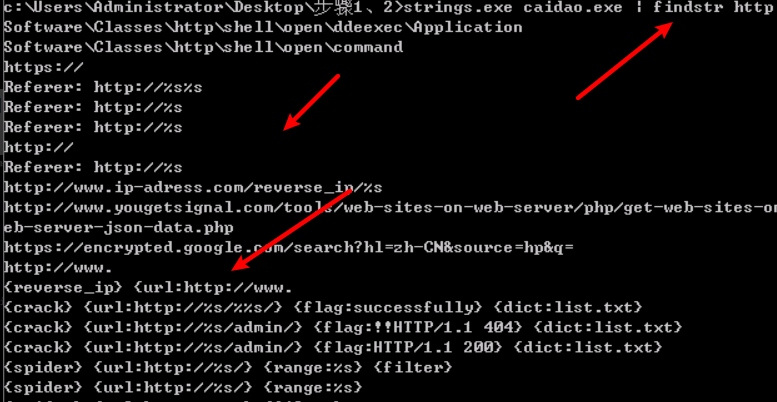 c:\Users\Administrator\Desktop\步骤1、2>strings.exe caidao.exe | findstr http
Software\Classes\http\shell\open\ddeexec\Application
Software\Classes\http\shell\open\command
https://
Referer: http://%s%s
Referer: http://%s
Referer: http://%s
http://
Referer: http://%s
http://www.ip-adress.com/reverse_ip/%s
http://www.yougetsignal.com/tools/web-sites-on-web-server/php/get-web-sites-on
eb-server-json-data.php
https://encrypted.google.com/search?hl=zh-CN&source=hp&q=
http://www.
{reverse_ip} {url:http://www.
{crack} {url:http://%s/%%s/} {flag:successfully} {dict:list.txt}
{crack} {url:http://%s/admin/} {flag:!!HTTP/1.1 404} {dict:list.txt}
{crack} {url:http://%s/admin/} {flag:HTTP/1.1 200} {dict:list.txt}
{spider} {url:http://%s/} {range:%s} {filter}
{spider} {url:http://%s/} {range:%s}